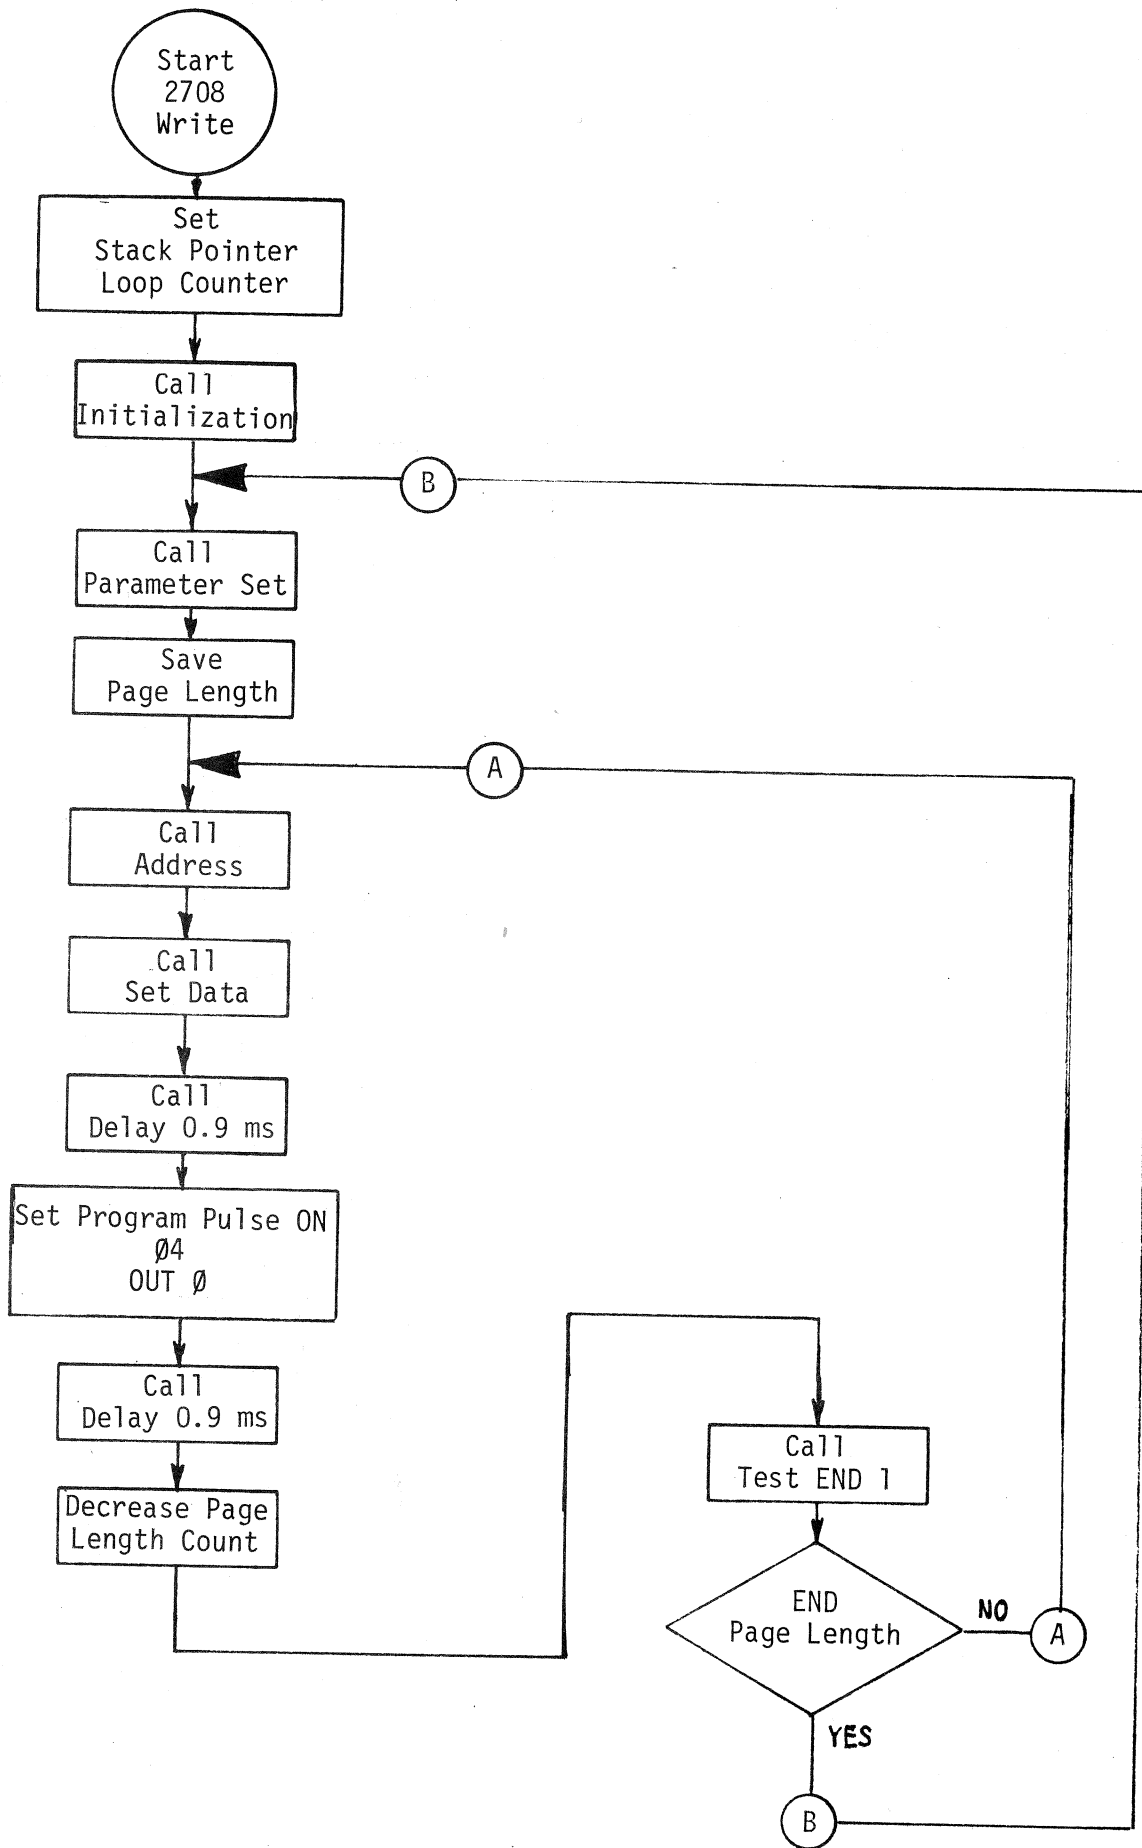 Start
2708
Write
Set
Stack Pointer
Loop Counter
Call
Initialization
B
Call
Parameter Set
Save
Page Length
A
Call
Address
Call
Set Data
Call
Delay 0.9 ms
Set Program Pulse ON
Ø4
OUT Ø
Call
Delay 0.9 ms
Decrease Page
Length Count
Call
Test END 1
END
Page Length
NO
A
YES
B